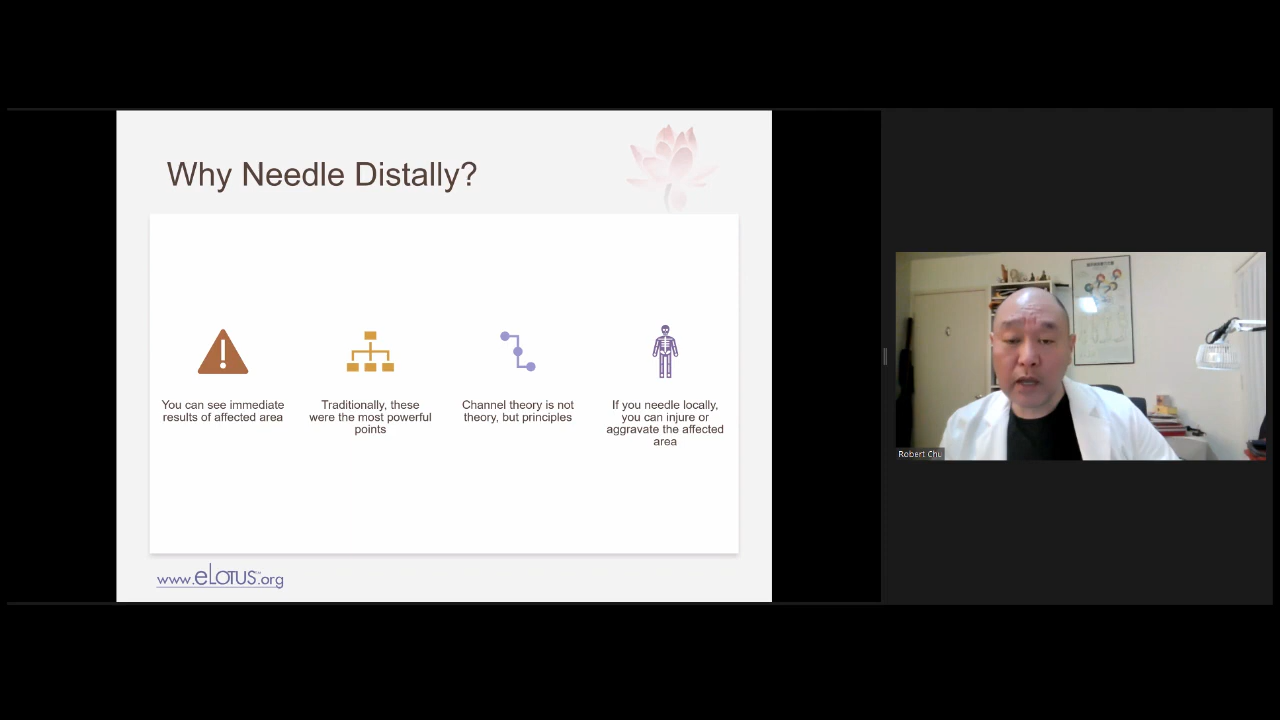 Why Needle Distally?
You can see immediate
results of affected area
Traditionally, these
were the most powerful
points
Channel theory is not
theory, but principles
If you needle locally,
you can injure or
aggravate the affected
area
www.eLOTUS.org
Robert Chu